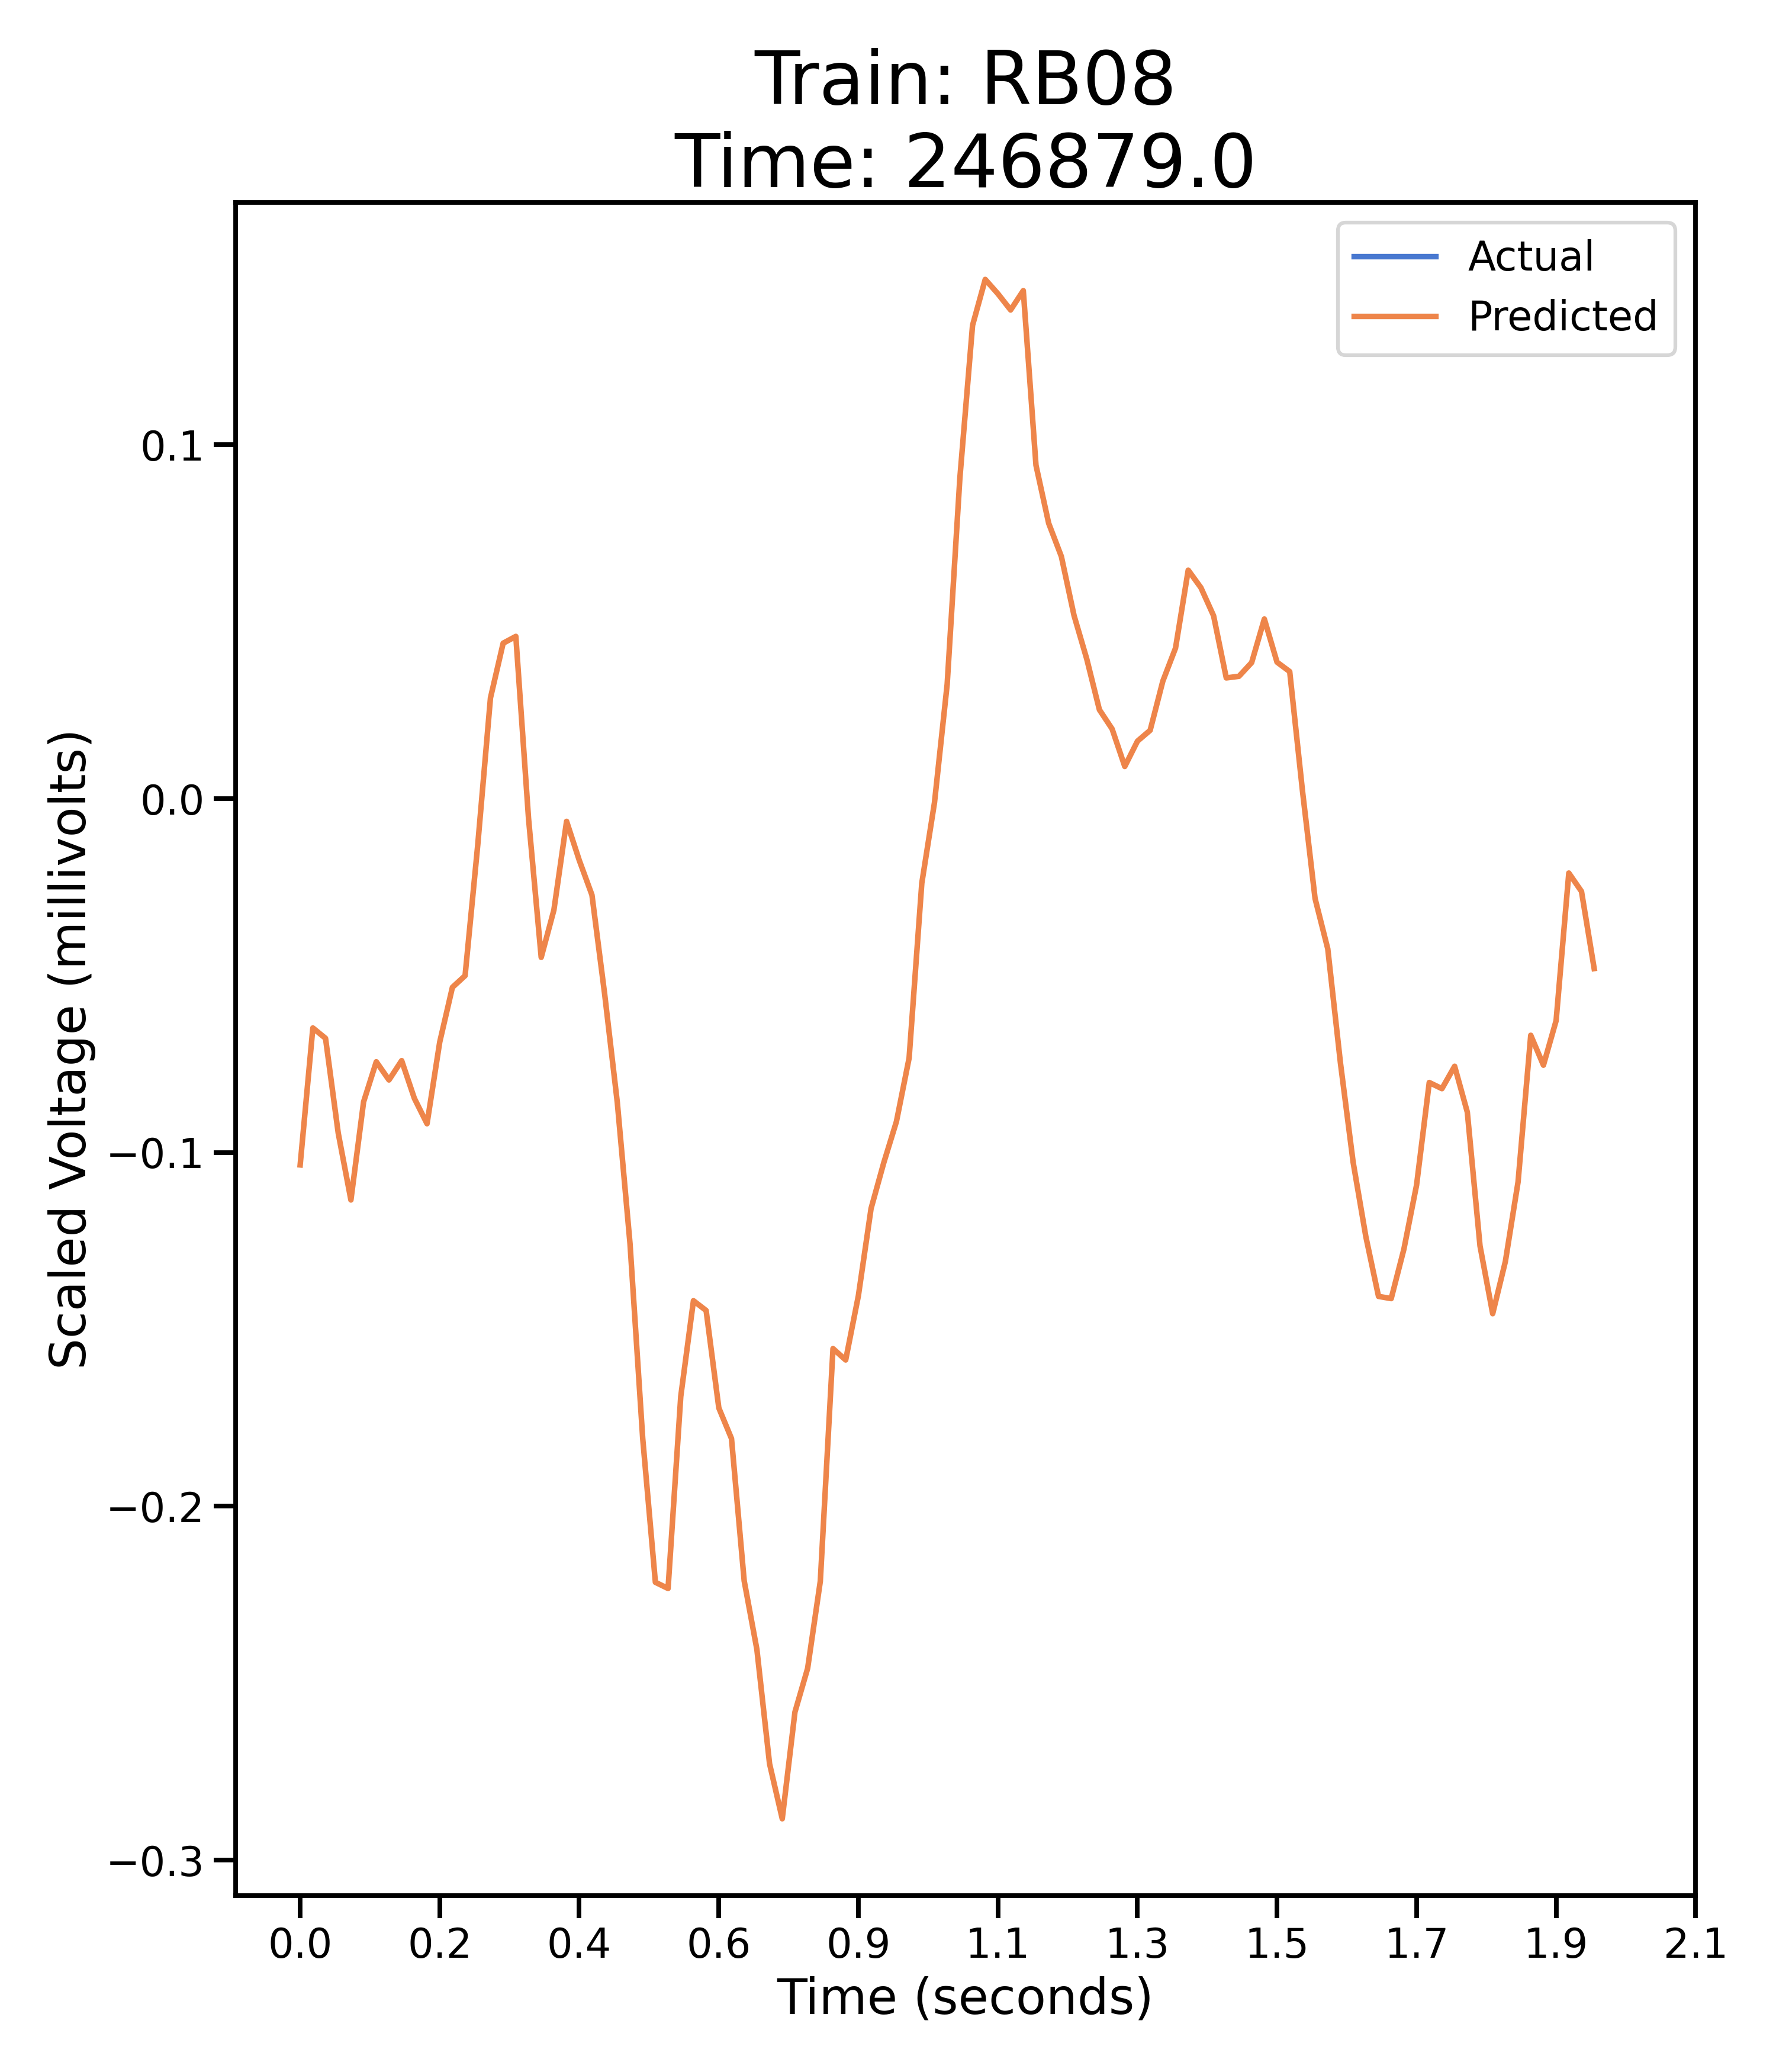 Train: RB08
Time: 246879.0
Actual
Predicted
Scaled Voltage (millivolts)
0.1
0.0
−0.1
−0.2
−0.3
0.0 0.2 0.4 0.6 0.9 1.1 1.3 1.5 1.7 1.9 2.1
Time (seconds)